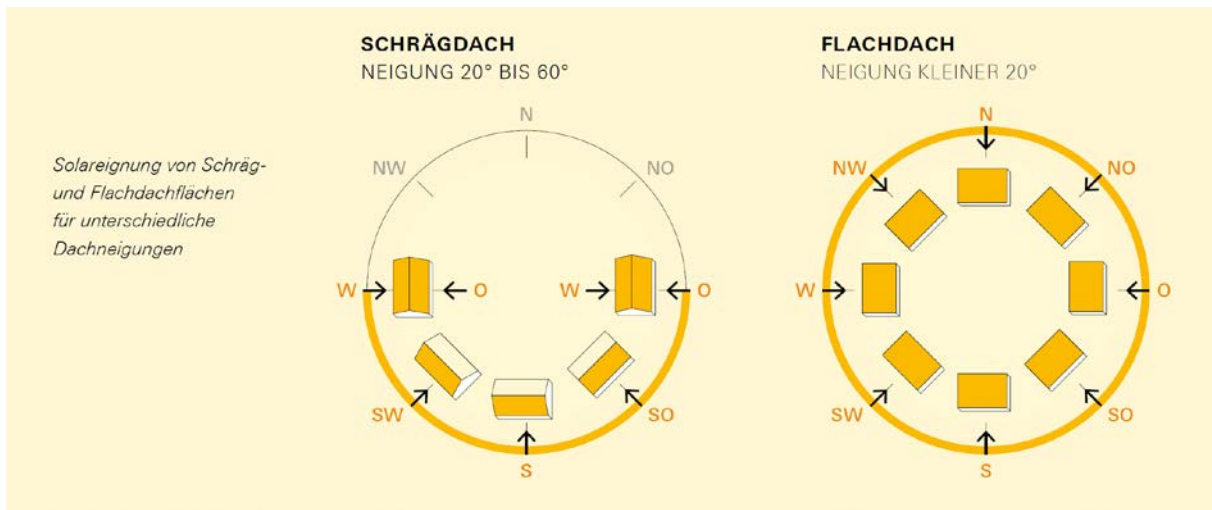 SCHRÄGDACH
NEIGUNG 20° BIS 60°
FLACHDACH
NEIGUNG KLEINER 20°
Solareignung von Schräg-
und Flachdachflächen
für unterschiedliche
Dachneigungen
N
NW
NO
W
O
W
O
SW
SO
S
N
NW
NO
W
O
SW
SO
S